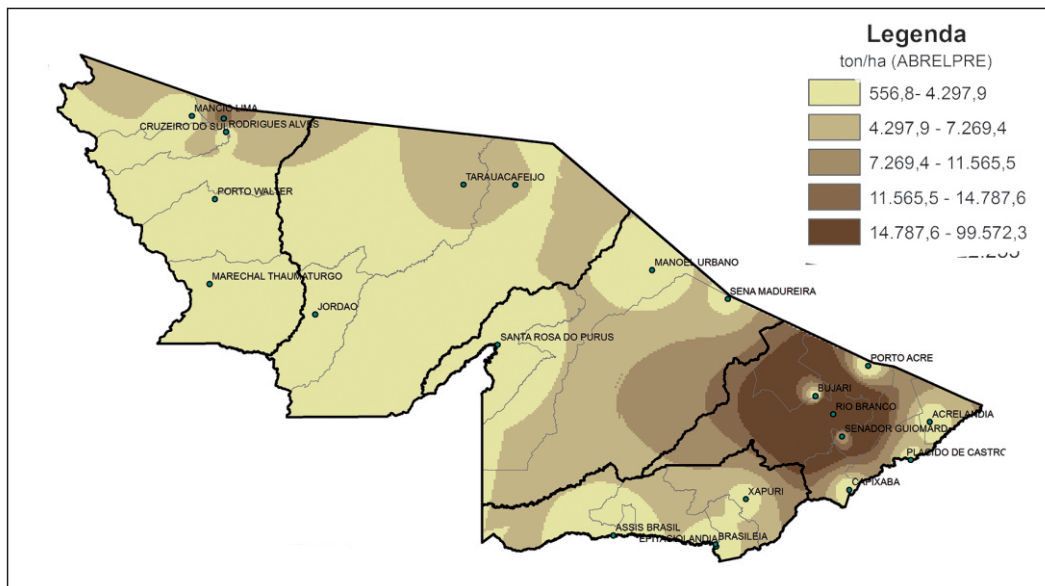 Legenda
ton/ha (ABRELPRE)
556,8- 4.297,9
4.297,9 - 7.269,4
7.269,4 - 11.565,5
11.565,5 - 14.787,6
14.787,6 - 99.572,3
MANCIO LIMA
CRUZEIRO DO SUL
RODRIGUES ALVES
TARAUACA
FEIJO
PORTO WALTER
MANOEL URBANO
MARECHAL THAUMATURGO
SENA MADUREIRA
JORDAO
SANTA ROSA DO PURUS
PORTO ACRE
BUJARI
RIO BRANCO
ACRELANDIA
SENADOR GUIOMARD
PLACIDO DE CASTRO
CAPIXABA
XAPURI
ASSIS BRASIL
EPITASIOLANDIA
BRASILEIA